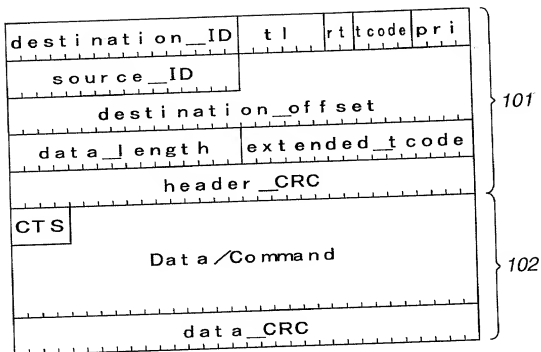 destination_ID tl rt tcode pri
source_ID
destination_offset
data_length extended_tcode
header_CRC
101
CTS
Data/Command
102
data_CRC